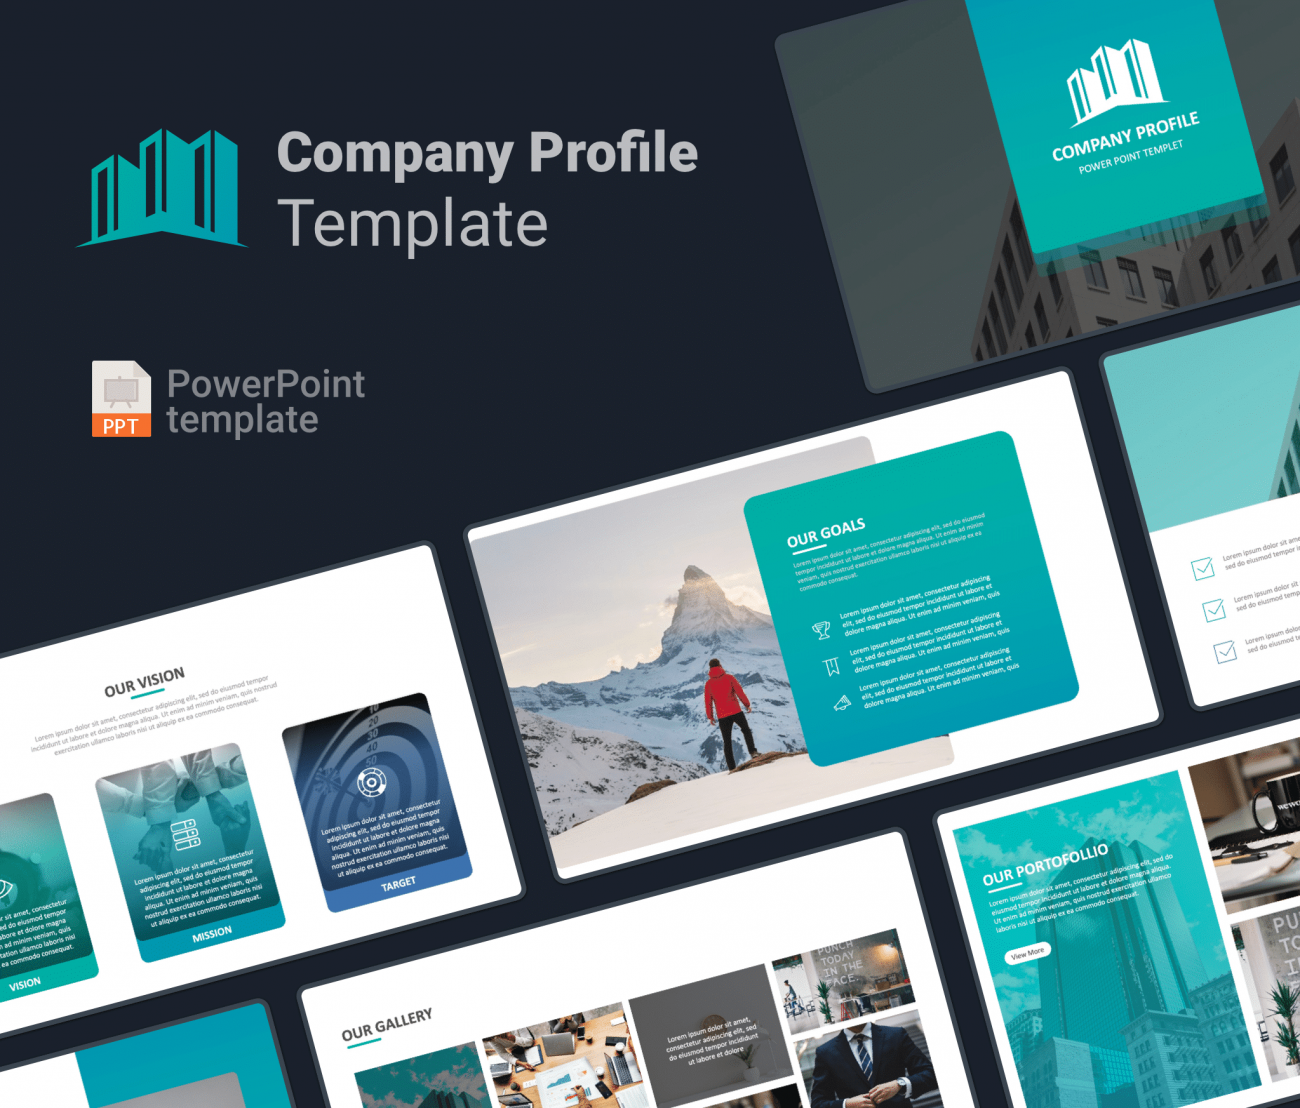 Company Profile
Template
PPT
PowerPoint
template
COMPANY PROFILE
POWER POINT TEMPLET
OUR GOALS
Lorem ipsum dolor sit amet, consectetur adipiscing elit, sed do eiusmod
tempor incididunt ut labore et dolore magna aliqua. Ut enim ad minim
veniam, quis nostrud exercitation ullamco laboris nisi ut aliquip ex ea
commodo consequat.
Lorem ipsum dolor sit amet, consectetur adipiscing
elit, sed do eiusmod tempor incididunt ut labore et
dolore magna aliqua. Ut enim ad minim veniam, quis
Lorem ipsum dolor sit amet, consectetur adipiscing
elit, sed do eiusmod tempor incididunt ut labore et
dolore magna aliqua. Ut enim ad minim veniam, quis
Lorem ipsum dolor sit amet, consectetur adipiscing
elit, sed do eiusmod tempor incididunt ut labore et
dolore magna aliqua. Ut enim ad minim veniam, quis
Lorem ipsum dolor sit ame
sed do eiusmod tempor in
Lorem ipsum dolor sit
sed do eiusmod temp
Lorem ipsum dolor
sed do eiusmod te
OUR VISION
Lorem ipsum dolor sit amet, consectetur adipiscing elit, sed do eiusmod tempor
incididunt ut labore et dolore magna aliqua. Ut enim ad minim veniam, quis nostrud
exercitation ullamco laboris nisi ut aliquip ex ea commodo consequat.
r sit amet, consectetur
ed do eiusmod tempor
ut labore et dolore
ad minim veniam, quis
ullamco laboris nisi
ea commodo consequat.
VISION
Lorem ipsum dolor sit amet, consectetur
adipiscing elit, sed do eiusmod tempor
incididunt ut labore et dolore magna
aliqua. Ut enim ad minim veniam, quis
nostrud exercitation ullamco laboris nisi
ut aliquip ex ea commodo consequat.
MISSION
10
20
30
40
50
Lorem ipsum dolor sit amet, consectetur
adipiscing elit, sed do eiusmod tempor
incididunt ut labore et dolore magna
aliqua. Ut enim ad minim veniam, quis
nostrud exercitation ullamco laboris nisi
ut aliquip ex ea commodo consequat.
TARGET
OUR PORTOFOLLIO
Lorem ipsum dolor sit amet, consectetur adipiscing elit, sed do
eiusmod tempor incididunt ut labore et dolore magna aliqua.
Ut enim ad minim veniam, quis nostrud exercitation ullamco
laboris nisi ut aliquip ex ea commodo consequat.
View More
wewo
PU
TO
IN
OUR GALLERY
Lorem ipsum dolor sit amet,
consectetur adipiscing elit, sed
do eiusmod tempor incididunt
ut labore et dolore
PUNCH
TODAY
IN THE
FACE.